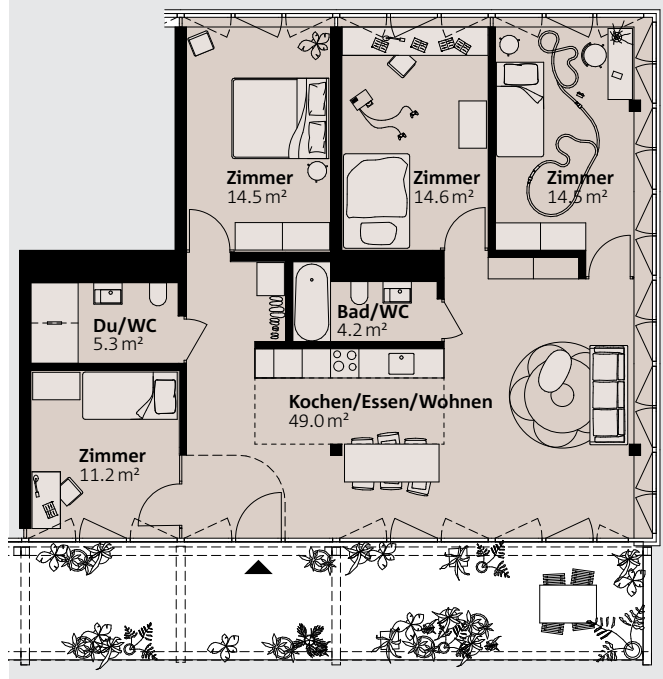 Zimmer
14.5 m²
Zimmer
14.6 m²
Zimmer
14.5 m²
Du/WC
5.3 m²
Bad/WC
4.2 m²
Kochen/Essen/Wohnen
49.0 m²
Zimmer
11.2 m²